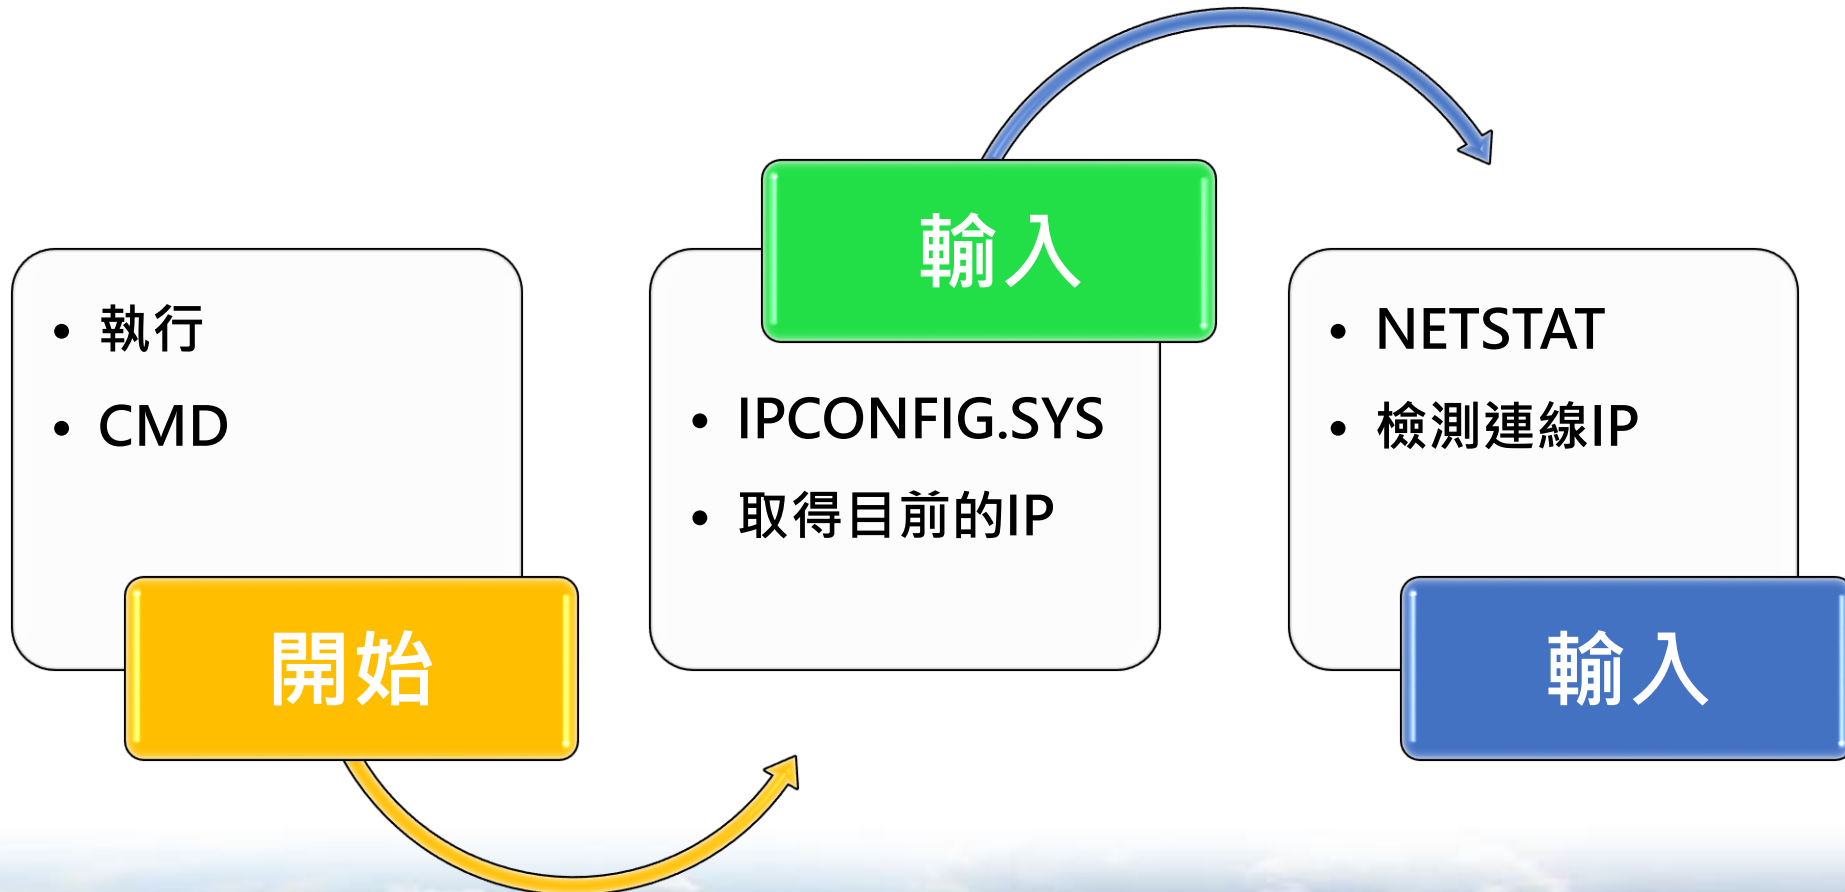 • 執行
• CMD
開始
輸入
• IPCONFIG.SYS
• 取得目前的IP
• NETSTAT
• 檢測連線IP
輸入